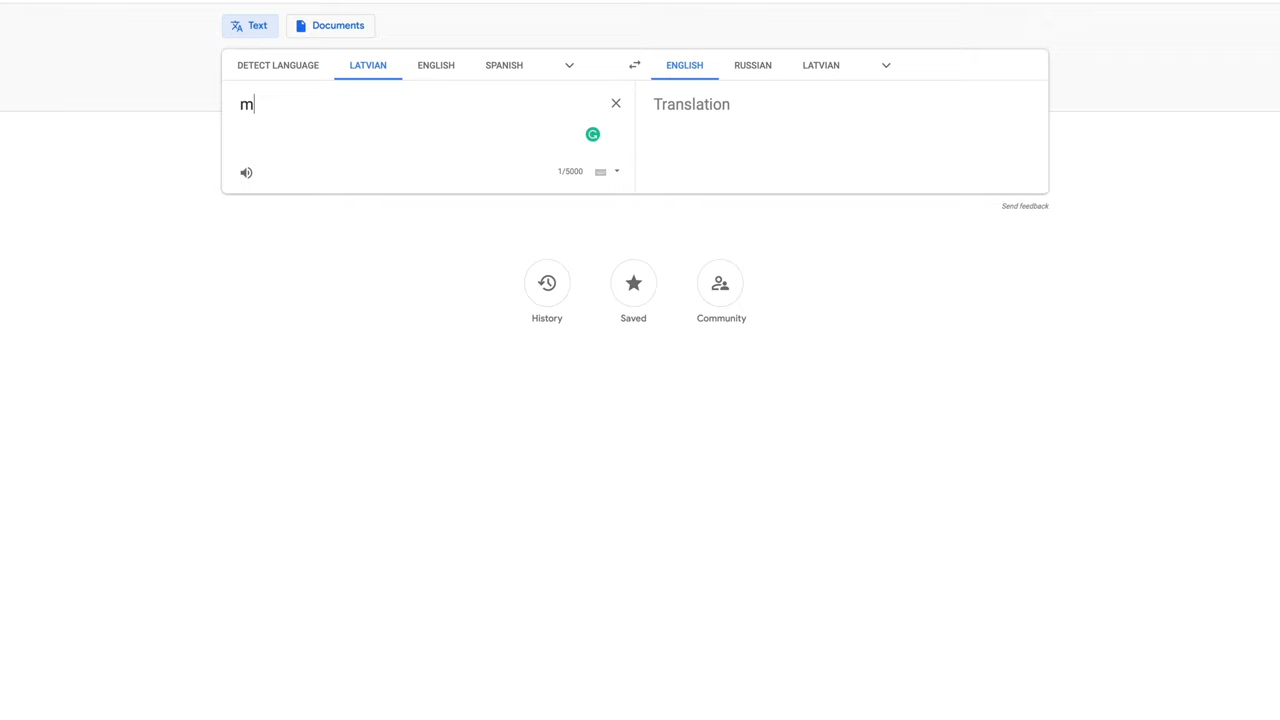 Text Documents
DETECT LANGUAGE LATVIAN ENGLISH SPANISH ENGLISH RUSSIAN LATVIAN
m Translation
1/5000
Send feedback
History Saved Community